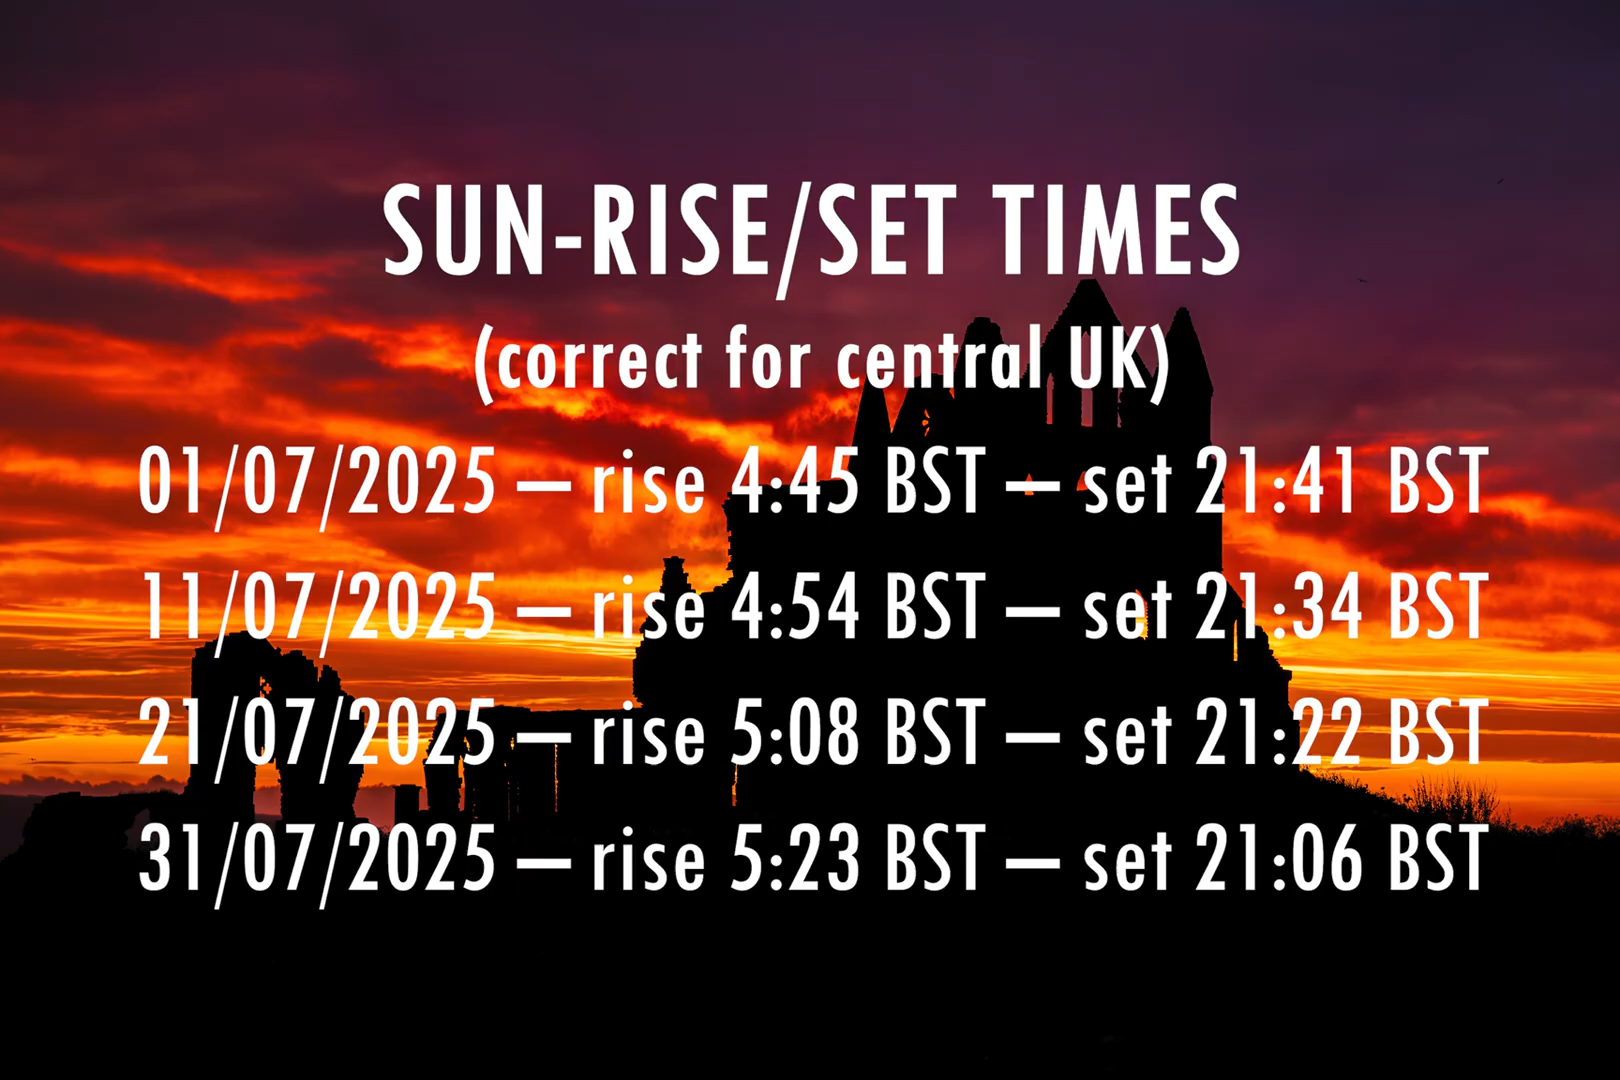 SUN-RISE/SET TIMES
(correct for central UK)
01/07/2025 – rise 4:45 BST – set 21:41 BST
11/07/2025 – rise 4:54 BST – set 21:34 BST
21/07/2025 – rise 5:08 BST – set 21:22 BST
31/07/2025 – rise 5:23 BST – set 21:06 BST